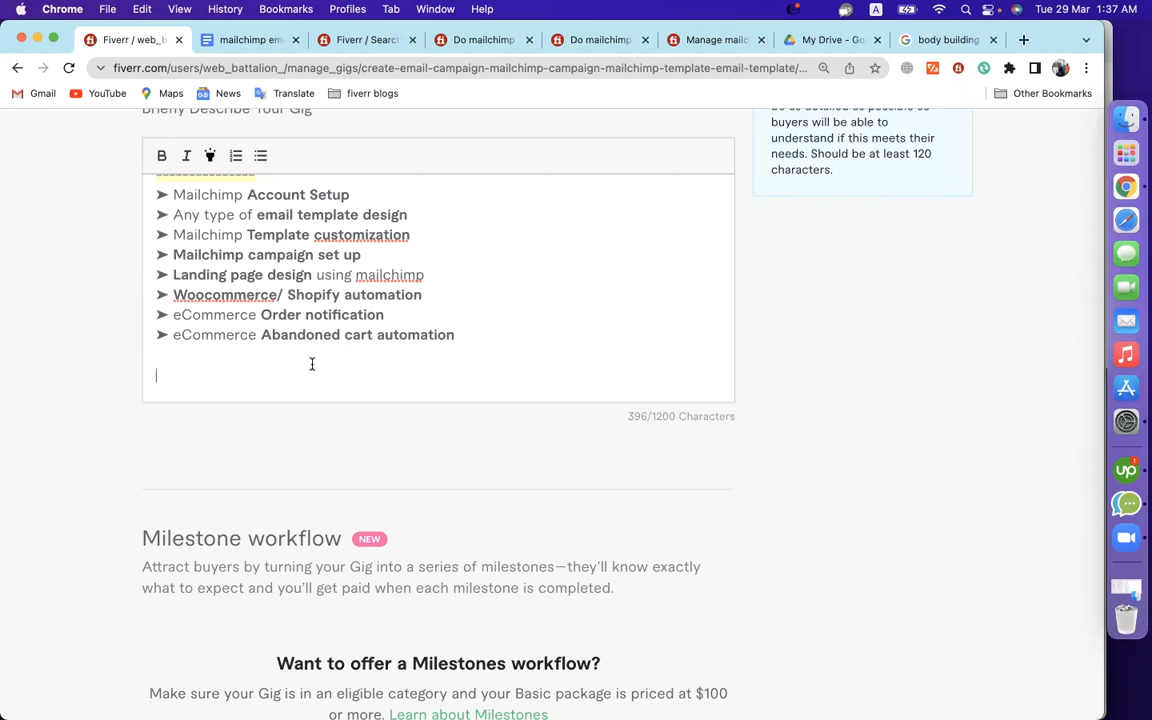 Chrome File Edit View History Bookmarks Profiles Tab Window Help A Tue 29 Mar 1:37 AM
Fiverr / web_b mailchimp em Fiverr / Searc Do mailchimp Do mailchimp Manage mailc My Drive - Go body building
fiverr.com/users/web_battalion_/manage_gigs/create-email-campaign-mailchimp-campaign-mailchimp-template-email-template/...
Gmail YouTube Maps News Translate fiverr blogs Other Bookmarks
Briefly Describe Your Gig
buyers will be able to
understand if this meets their
needs. Should be at least 120
characters.
B I
---------------
➤ Mailchimp Account Setup
➤ Any type of email template design
➤ Mailchimp Template customization
➤ Mailchimp campaign set up
➤ Landing page design using mailchimp
➤ Woocommerce/ Shopify automation
➤ eCommerce Order notification
➤ eCommerce Abandoned cart automation
396/1200 Characters
Milestone workflow NEW
Attract buyers by turning your Gig into a series of milestones—they'll know exactly
what to expect and you'll get paid when each milestone is completed.
Want to offer a Milestones workflow?
Make sure your Gig is in an eligible category and your Basic package is priced at $100
or more. Learn about Milestones
up
1